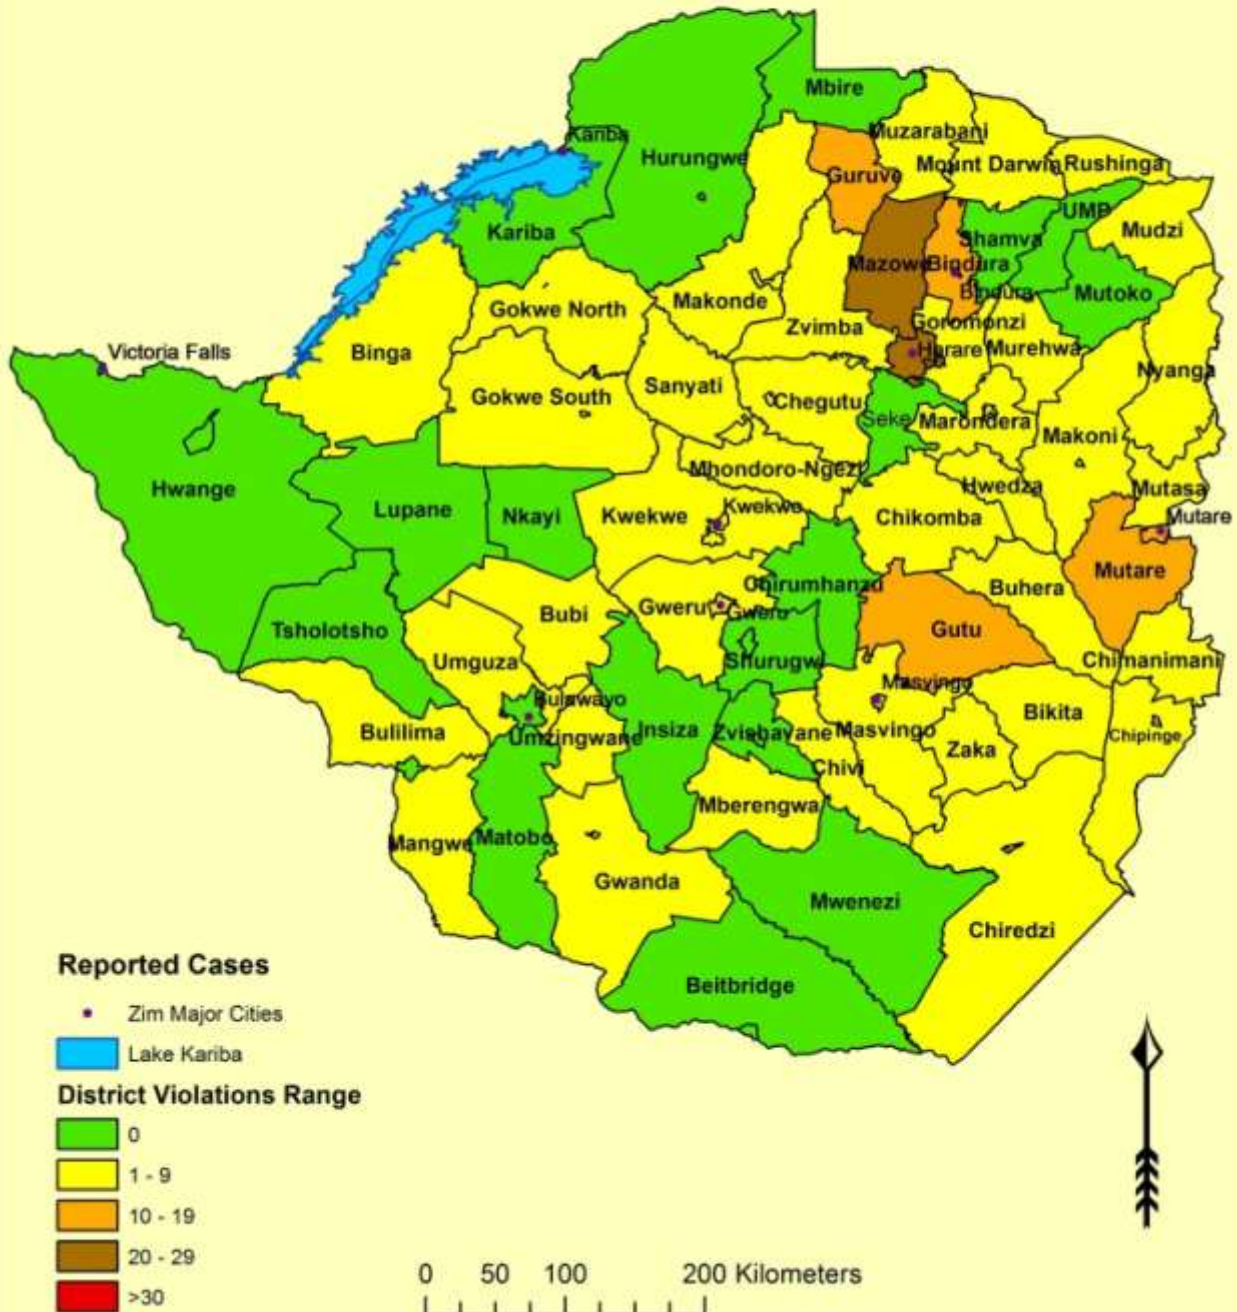 Mbire
Kariba
Hurungwe
Muzarabani
Mount Darwin
Rushinga
Guruve
UMP
Kariba
Shamva
Mudzi
Mazowe
Bindura
Bindura
Mutoko
Gokwe North
Makonde
Zvimba
Goromonzi
Victoria Falls
Binga
Harare
Murehwa
Nyanga
Gokwe South
Sanyati
Chegutu
Seke
Marondera
Makoni
Mhondoro-Ngezi
Hwange
Lupane
Nkayi
Kwekwe
Kwekwe
Chikomba
Hwedza
Mutasa
Mutare
Mutare
Chirumhanzu
Buhera
Gweru
Gweru
Bubi
Tsholotsho
Gutu
Umguza
Shurugwi
Chimanimani
Masvingo
Bulawayo
Bulilima
Umzingwane
Insiza
Zvishavane
Masvingo
Bikita
Zaka
Chipinge
Chivi
Mberengwa
Mangwe
Matobo
Gwanda
Mwenezi
Chiredzi
Beitbridge
Reported Cases
Zim Major Cities
Lake Kariba
District Violations Range
0
1 - 9
10 - 19
20 - 29
>30
0 50 100 200 Kilometers